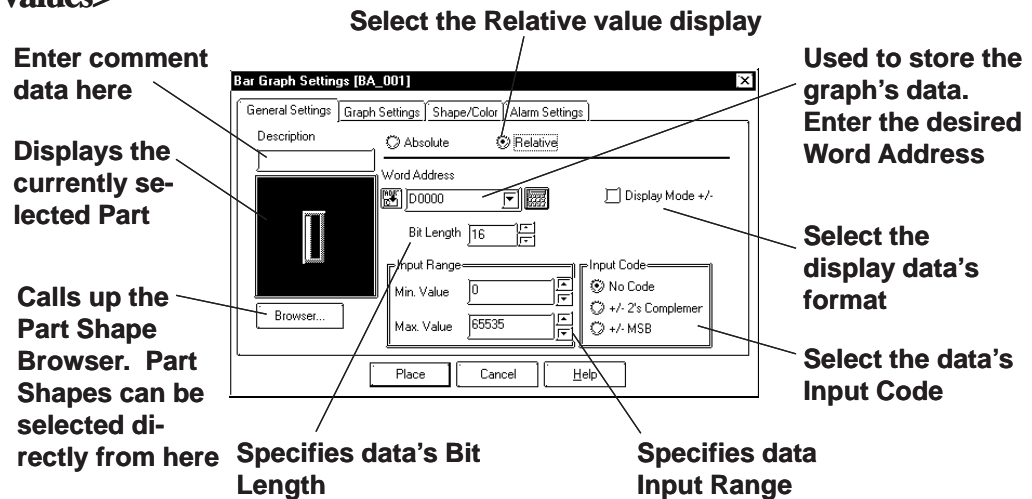 Values>
Select the Relative value display
Enter comment
data here
Displays the
currently se-
lected Part
Calls up the
Part Shape
Browser. Part
Shapes can be
selected di-
rectly from here
Bar Graph Settings [BA_001]
General Settings
Graph Settings
Shape/Color
Alarm Settings
Description
Absolute
Relative
Word Address
D0000
Display Mode +/-
Bit Length
16
Input Range
Min. Value
0
Max. Value
65535
Input Code
No Code
+/- 2's Complemer
+/- MSB
Browser...
Place
Cancel
Help
Used to store the
graph's data.
Enter the desired
Word Address
Select the
display data's
format
Select the data's
Input Code
Specifies data's Bit
Length
Specifies data
Input Range